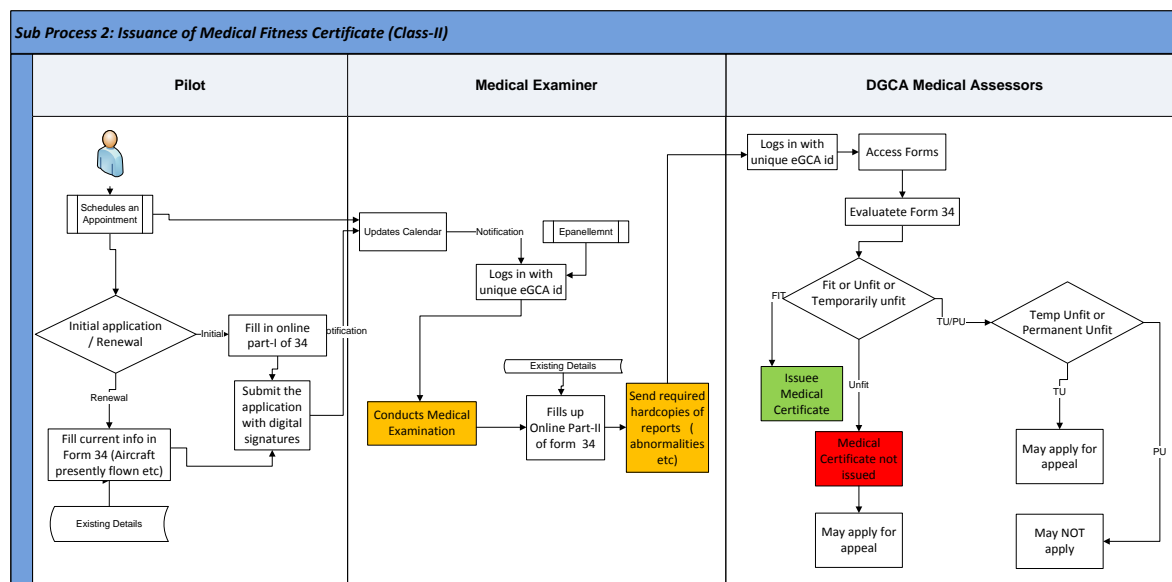 Sub Process 2: Issuance of Medical Fitness Certificate (Class-II)
Pilot
Medical Examiner
DGCA Medical Assessors
Schedules an
Appointment
Initial application
/ Renewal
Initial
Fill in online
part-I of 34
Notification
Renewal
Submit the
application
with digital
signatures
Fill current info in
Form 34 (Aircraft
presently flown etc)
Existing Details
Updates Calendar
Notification
Epanellemnt
Logs in with
unique eGCA id
Existing Details
Conducts Medical
Examination
Fills up
Online Part-II
of form 34
Send required
hardcopies of
reports (
abnormalities
etc)
Logs in with
unique eGCA id
Access Forms
Evaluatete Form 34
Fit or Unfit or
Temporarily unfit
FIT
TU/PU
Temp Unfit or
Permanent Unfit
Issuee
Medical
Certificate
Unfit
TU
PU
Medical
Certificate not
issued
May apply for
appeal
May apply for
appeal
May NOT
apply